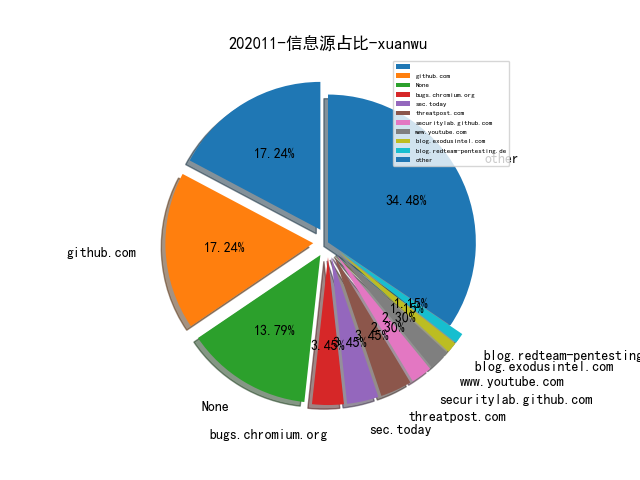 202011-信息源占比-xuanwu
github.com
None
bugs.chromium.org
sec.today
threatpost.com
securitylab.github.com
www.youtube.com
blog.exodusintel.com
blog.redteam-pentesting.de
other
other
17.24%
34.48%
17.24%
github.com
13.79%
3.45%
3.45%
3.45%
2.30%
2.30%
1.15%
1.15%
blog.redteam-pentesting
blog.exodusintel.com
www.youtube.com
securitylab.github.com
None
threatpost.com
sec.today
bugs.chromium.org